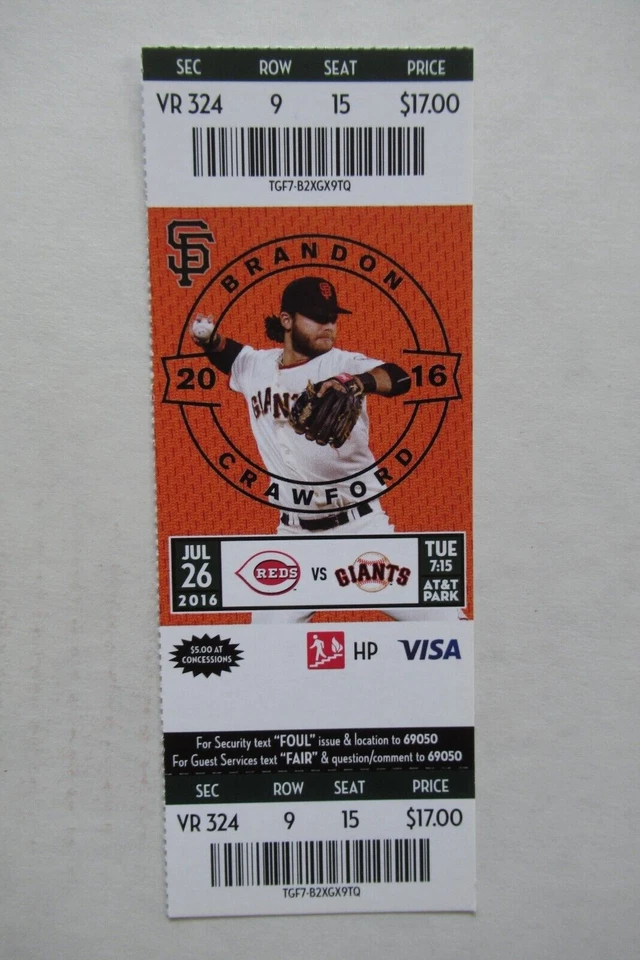 SEC ROW SEAT PRICE
VR 324 9 15 $17.00
TGF7-B2XGX9TQ
SF
BRANDON
SF
20 16
GIAN
CRAWFORD
JUL
26
2016
REDS VS GIANTS
TUE
7:15
AT&T
PARK
$5.00 AT
CONCESSIONS
HP VISA
For Security text "FOUL" issue & location to 69050
For Guest Services text "FAIR" & question/comment to 69050
SEC ROW SEAT PRICE
VR 324 9 15 $17.00
TGF7-B2XGX9TQ